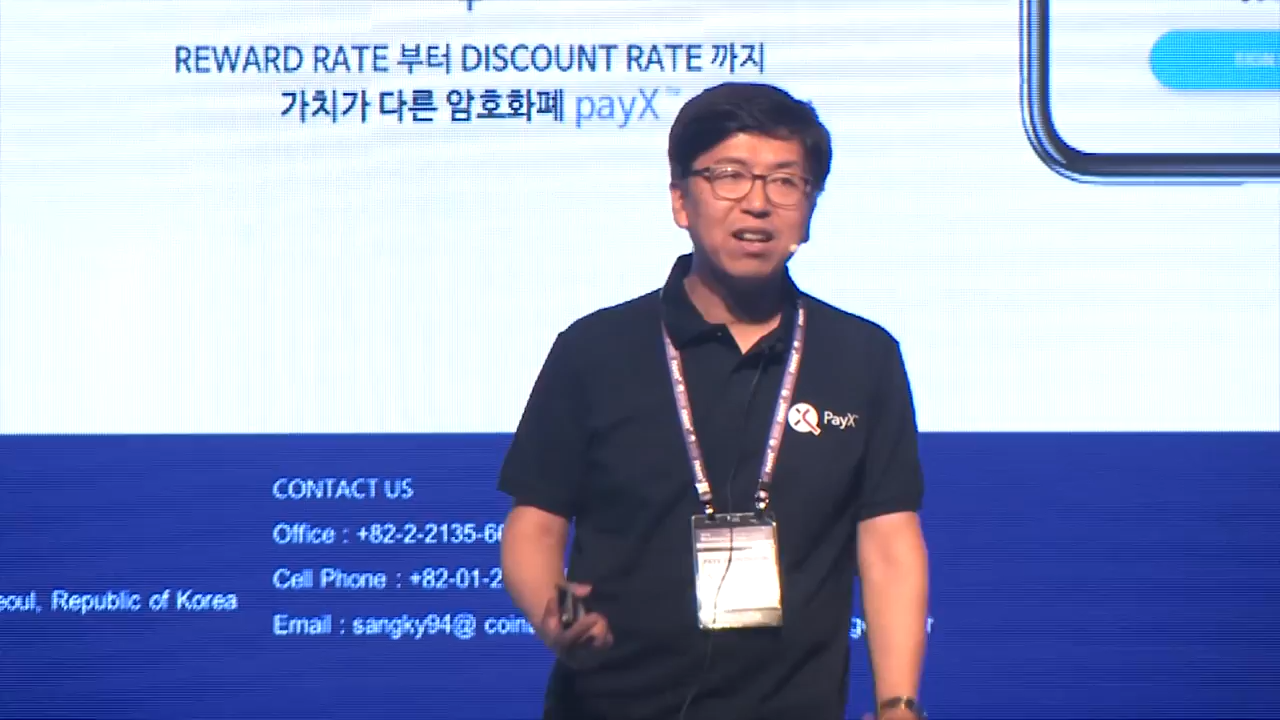 REWARD RATE 부터 DISCOUNT RATE 까지
가치가 다른 암호화폐 payX™
PayX
CONTACT US
Office : +82-2-2135-6
Cell Phone : +82-01-2
eoul, Republic of Korea
Email : sangky94@ coin